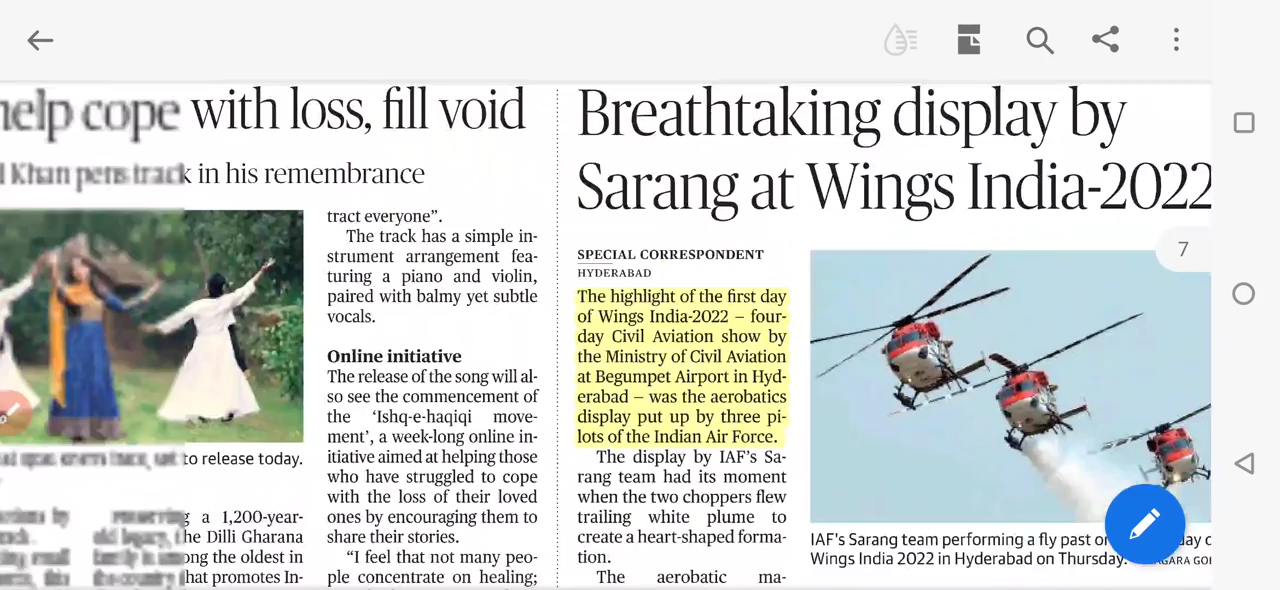 help cope with loss, fill void
Khan pens track in his remembrance
to release today.
a 1,200-year-
he Dilli Gharana
ong the oldest in
hat promotes In-
tract everyone”.
The track has a simple in-
strument arrangement fea-
turing a piano and violin,
paired with balmy yet subtle
vocals.
Online initiative
The release of the song will al-
so see the commencement of
the ‘Ishq-e-haqiqi move-
ment’, a week-long online in-
itiative aimed at helping those
who have struggled to cope
with the loss of their loved
ones by encouraging them to
share their stories.
“I feel that not many peo-
ple concentrate on healing;
Breathtaking display by
Sarang at Wings India-2022
SPECIAL CORRESPONDENT
HYDERABAD
The highlight of the first day
of Wings India-2022 – four-
day Civil Aviation show by
the Ministry of Civil Aviation
at Begumpet Airport in Hyd-
erabad – was the aerobatics
display put up by three pi-
lots of the Indian Air Force.
The display by IAF's Sa-
rang team had its moment
when the two choppers flew
trailing white plume to
create a heart-shaped forma-
tion.
The aerobatic ma-
7
IAF's Sarang team performing a fly past on
Wings India 2022 in Hyderabad on Thursday.